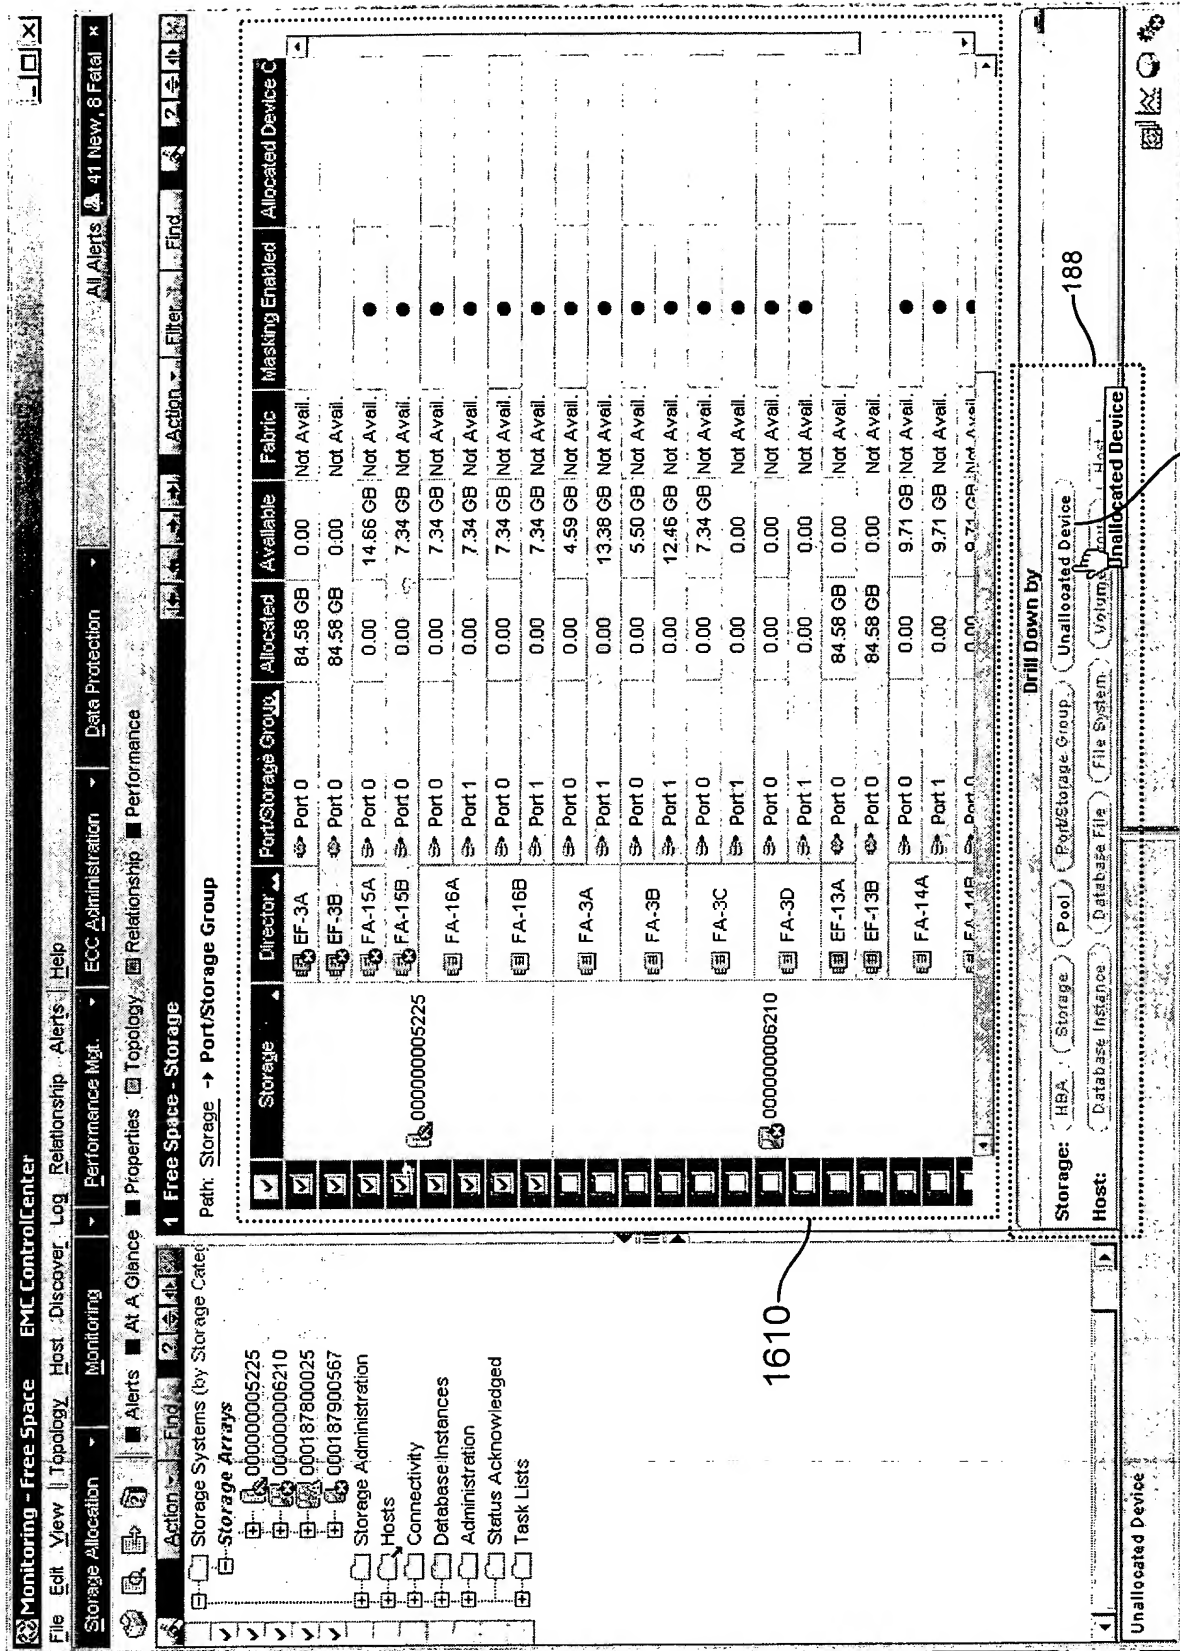 Monitoring - Free Space EMC ControlCenter
File Edit View Topology Host Discover Log Relationship Alerts Help
Storage Allocation Monitoring Performance Mgt. ECC Administration Data Protection All Alerts 41 New, 8 Fatal
Alerts At A Glance Properties Topology Relationship Performance
Action Find
Storage Systems (by Storage Categ
Storage Arrays
000000005225
000000006210
000187800025
000187900567
Storage Administration
Hosts
Connectivity
Database Instances
Administration
Status Acknowledged
Task Lists
1 Free Space - Storage Action Filter Find
Path: Storage → Port/Storage Group
Storage Director Port/Storage Group Allocated Available Fabric Masking Enabled Allocated Device C
000000005225
EF-3A Port 0 84.58 GB 0.00 Not Avail.
EF-3B Port 0 84.58 GB 0.00 Not Avail.
FA-15A Port 0 0.00 14.66 GB Not Avail. ●
FA-15B Port 0 0.00 7.34 GB Not Avail. ●
FA-16A Port 0 0.00 7.34 GB Not Avail. ●
Port 1 0.00 7.34 GB Not Avail. ●
FA-16B Port 0 0.00 7.34 GB Not Avail. ●
Port 1 0.00 7.34 GB Not Avail. ●
000000006210
FA-3A Port 0 0.00 4.59 GB Not Avail. ●
Port 1 0.00 13.38 GB Not Avail. ●
FA-3B Port 0 0.00 5.50 GB Not Avail. ●
Port 1 0.00 12.46 GB Not Avail. ●
FA-3C Port 0 0.00 7.34 GB Not Avail. ●
Port 1 0.00 0.00 Not Avail. ●
FA-3D Port 0 0.00 0.00 Not Avail. ●
Port 1 0.00 0.00 Not Avail. ●
EF-13A Port 0 84.58 GB 0.00 Not Avail.
EF-13B Port 0 84.58 GB 0.00 Not Avail.
FA-14A Port 0 0.00 9.71 GB Not Avail. ●
Port 1 0.00 9.71 GB Not Avail. ●
FA-14B Port 0 0.00 9.71 GB Not Avail. ●
1610
Drill Down by
Storage: HBA Storage Pool Port/Storage Group Unallocated Device
Host: Database Instance Database File File System Volume Host
Unallocated Device
188
Unallocated Device